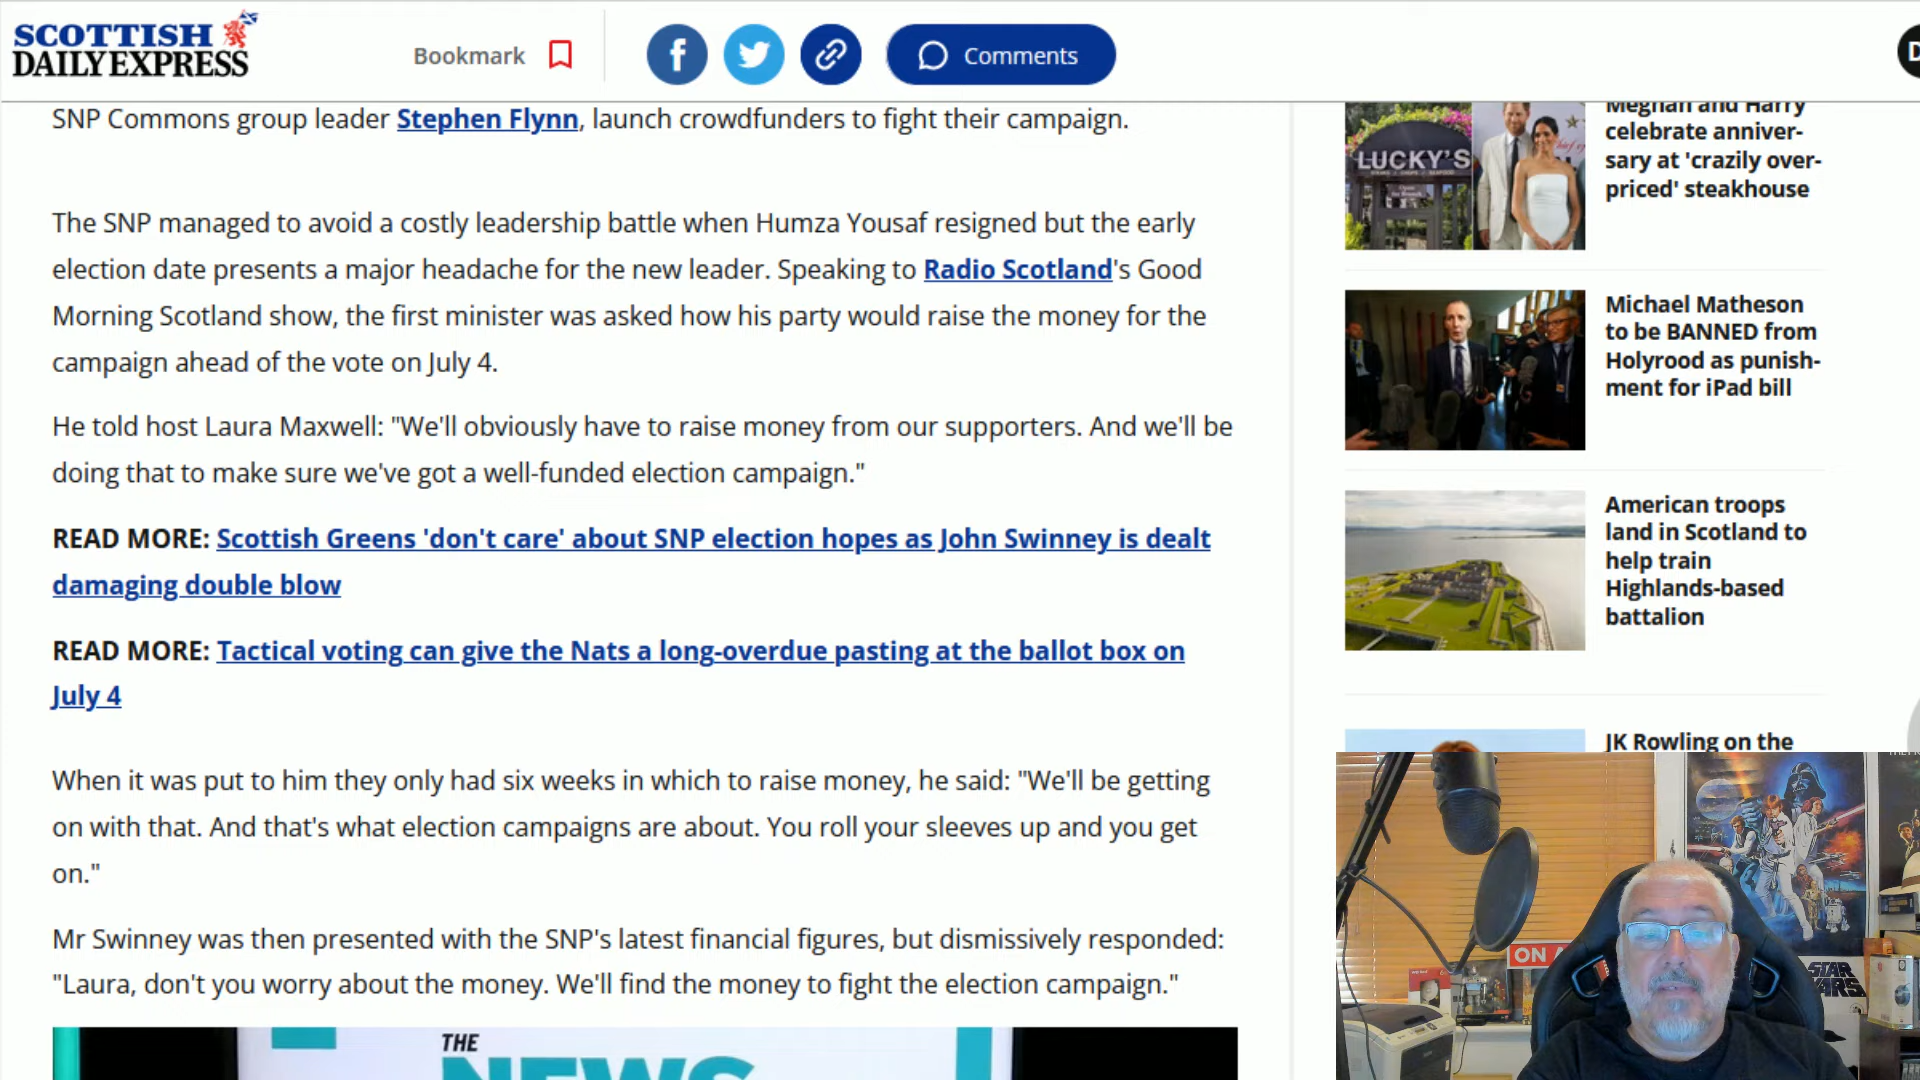 SCOTTISH
DAILY EXPRESS
Bookmark
Comments
SNP Commons group leader Stephen Flynn, launch crowdfunders to fight their campaign.
The SNP managed to avoid a costly leadership battle when Humza Yousaf resigned but the early
election date presents a major headache for the new leader. Speaking to Radio Scotland's Good
Morning Scotland show, the first minister was asked how his party would raise the money for the
campaign ahead of the vote on July 4.
He told host Laura Maxwell: "We'll obviously have to raise money from our supporters. And we'll be
doing that to make sure we've got a well-funded election campaign."
READ MORE: Scottish Greens 'don't care' about SNP election hopes as John Swinney is dealt
damaging double blow
READ MORE: Tactical voting can give the Nats a long-overdue pasting at the ballot box on
July 4
When it was put to him they only had six weeks in which to raise money, he said: "We'll be getting
on with that. And that's what election campaigns are about. You roll your sleeves up and you get
on."
Mr Swinney was then presented with the SNP's latest financial figures, but dismissively responded:
"Laura, don't you worry about the money. We'll find the money to fight the election campaign."
THE
NEWS
Meghan and Harry
celebrate anniver-
sary at 'crazily over-
priced' steakhouse
LUCKY'S
Michael Matheson
to be BANNED from
Holyrood as punish-
ment for iPad bill
American troops
land in Scotland to
help train
Highlands-based
battalion
JK Rowling on the
ON A
STAR
WARS